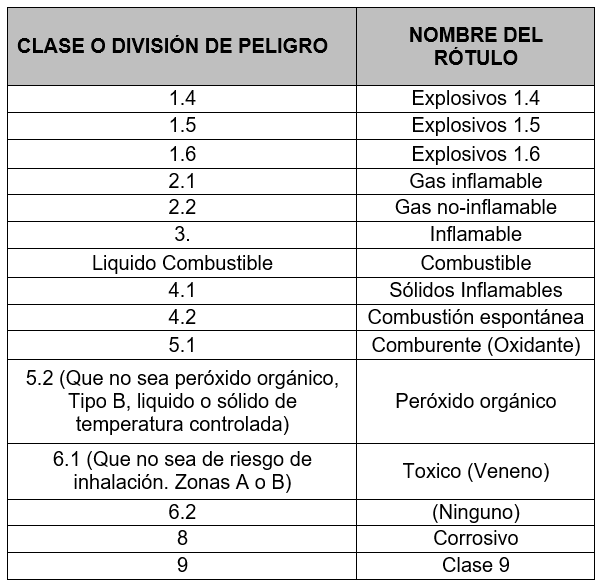 CLASE O DIVISIÓN DE PELIGRO
NOMBRE DEL
RÓTULO
1.4
Explosivos 1.4
1.5
Explosivos 1.5
1.6
Explosivos 1.6
2.1
Gas inflamable
2.2
Gas no-inflamable
3.
Inflamable
Liquido Combustible
Combustible
4.1
Sólidos Inflamables
4.2
Combustión espontánea
5.1
Comburente (Oxidante)
5.2 (Que no sea peróxido orgánico,
Tipo B, liquido o sólido de
temperatura controlada)
Peróxido orgánico
6.1 (Que no sea de riesgo de
inhalación. Zonas A o B)
Toxico (Veneno)
6.2
(Ninguno)
8
Corrosivo
9
Clase 9